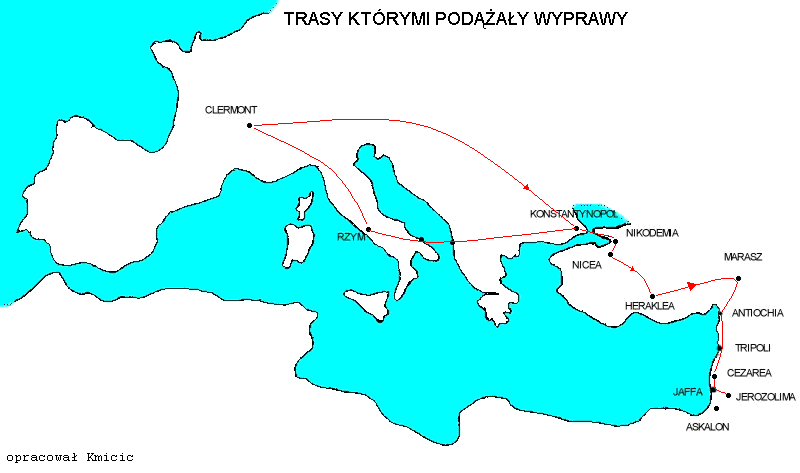 TRASY KTÓRYMI PODĄŻAŁY WYPRAWY
CLERMONT
KONSTANTYNOPOL
RZYM
NIKODEMIA
NICEA
MARASZ
HERAKLEA
ANTIOCHIA
TRIPOLI
CEZAREA
JAFFA
JEROZOLIMA
ASKALON
opracował Kmicic